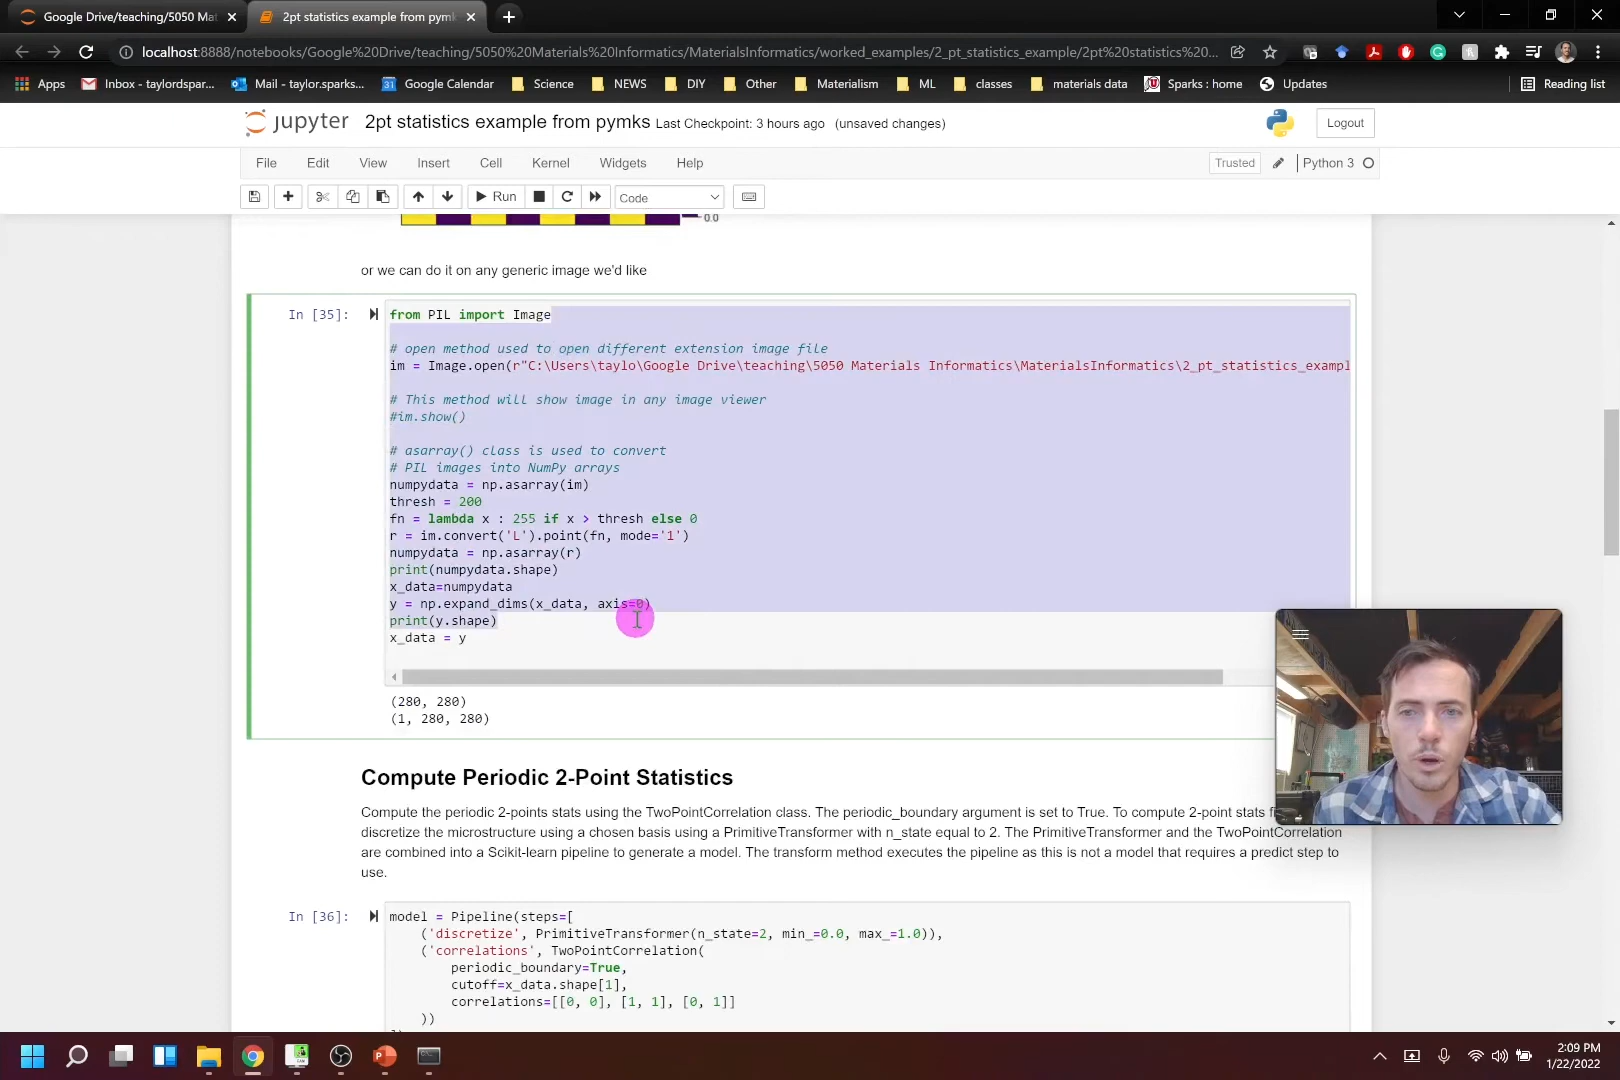 Google Drive/teaching/5050 Mat
2pt statistics example from pymk
localhost:8888/notebooks/Google%20Drive/teaching/5050%20Materials%20Informatics/MaterialsInformatics/worked_examples/2_pt_statistics_example/2pt%20statistics%20...
Apps
Inbox - taylordspar...
Mail - taylor.sparks...
Google Calendar
Science
NEWS
DIY
Other
Materialism
ML
classes
materials data
Sparks : home
Updates
Reading list
jupyter
2pt statistics example from pymks Last Checkpoint: 3 hours ago (unsaved changes)
Logout
File Edit View Insert Cell Kernel Widgets Help
Trusted
Python 3
Run
Code
0.0
or we can do it on any generic image we'd like
In [35]:
from PIL import Image
# open method used to open different extension image file
im = Image.open(r"C:\Users\taylo\Google Drive\teaching\5050 Materials Informatics\MaterialsInformatics\2_pt_statistics_exampl
# This method will show image in any image viewer
#im.show()
# asarray() class is used to convert
# PIL images into NumPy arrays
numpydata = np.asarray(im)
thresh = 200
fn = lambda x : 255 if x > thresh else 0
r = im.convert('L').point(fn, mode='1')
numpydata = np.asarray(r)
print(numpydata.shape)
x_data=numpydata
y = np.expand_dims(x_data, axis=0)
print(y.shape)
x_data = y
(280, 280)
(1, 280, 280)
Compute Periodic 2-Point Statistics
Compute the periodic 2-points stats using the TwoPointCorrelation class. The periodic_boundary argument is set to True. To compute 2-point stats
discretize the microstructure using a chosen basis using a PrimitiveTransformer with n_state equal to 2. The PrimitiveTransformer and the TwoPointCorrelation
are combined into a Scikit-learn pipeline to generate a model. The transform method executes the pipeline as this is not a model that requires a predict step to
use.
In [36]:
model = Pipeline(steps=[
('discretize', PrimitiveTransformer(n_state=2, min_=0.0, max_=1.0)),
('correlations', TwoPointCorrelation(
periodic_boundary=True,
cutoff=x_data.shape[1],
correlations=[[0, 0], [1, 1], [0, 1]]
))
2:09 PM
1/22/2022